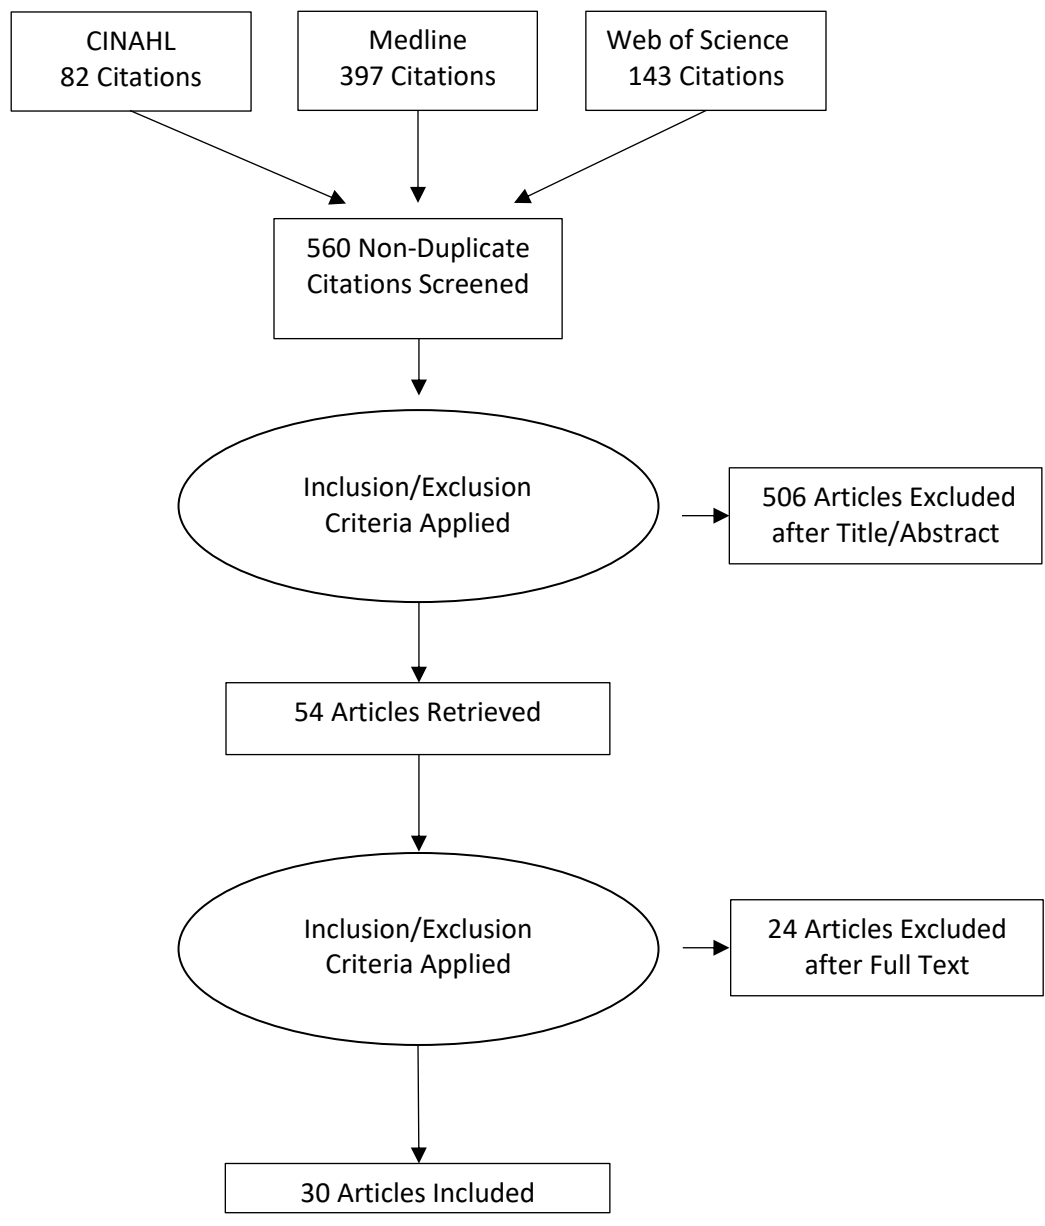 CINAHL
82 Citations
Medline
397 Citations
Web of Science
143 Citations
560 Non-Duplicate
Citations Screened
Inclusion/Exclusion
Criteria Applied
506 Articles Excluded
after Title/Abstract
54 Articles Retrieved
Inclusion/Exclusion
Criteria Applied
24 Articles Excluded
after Full Text
30 Articles Included